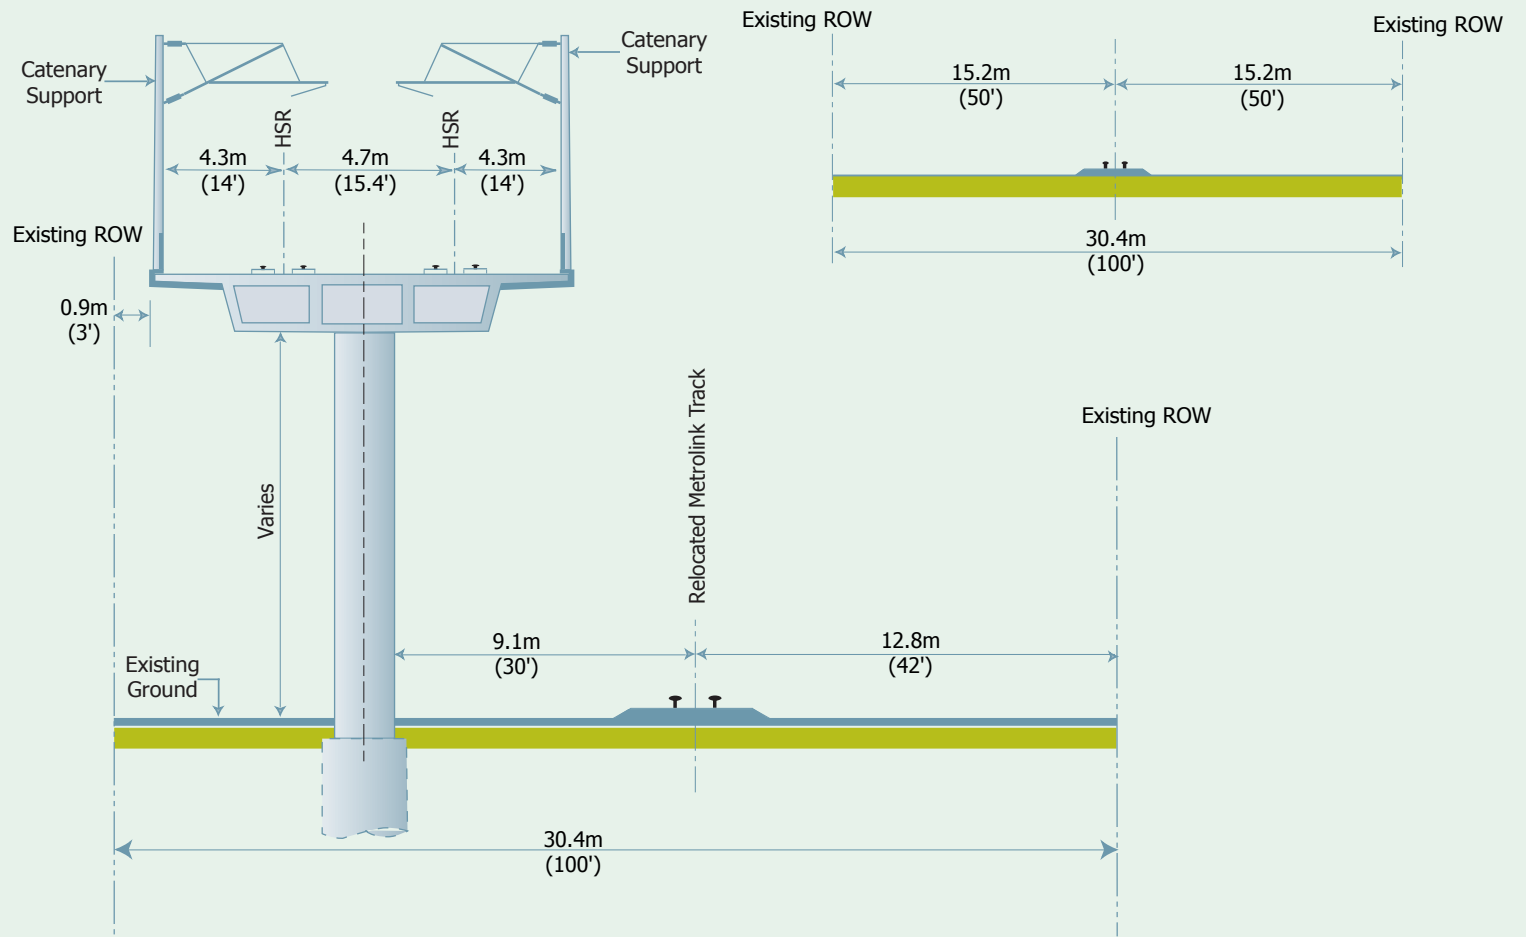 Existing ROW
Existing ROW
15.2m
(50')
15.2m
(50')
30.4m
(100')
Catenary
Support
Catenary
Support
HSR
HSR
4.3m
(14')
4.7m
(15.4')
4.3m
(14')
Existing ROW
0.9m
(3')
Varies
Relocated Metrolink Track
Existing ROW
Existing
Ground
9.1m
(30')
12.8m
(42')
30.4m
(100')